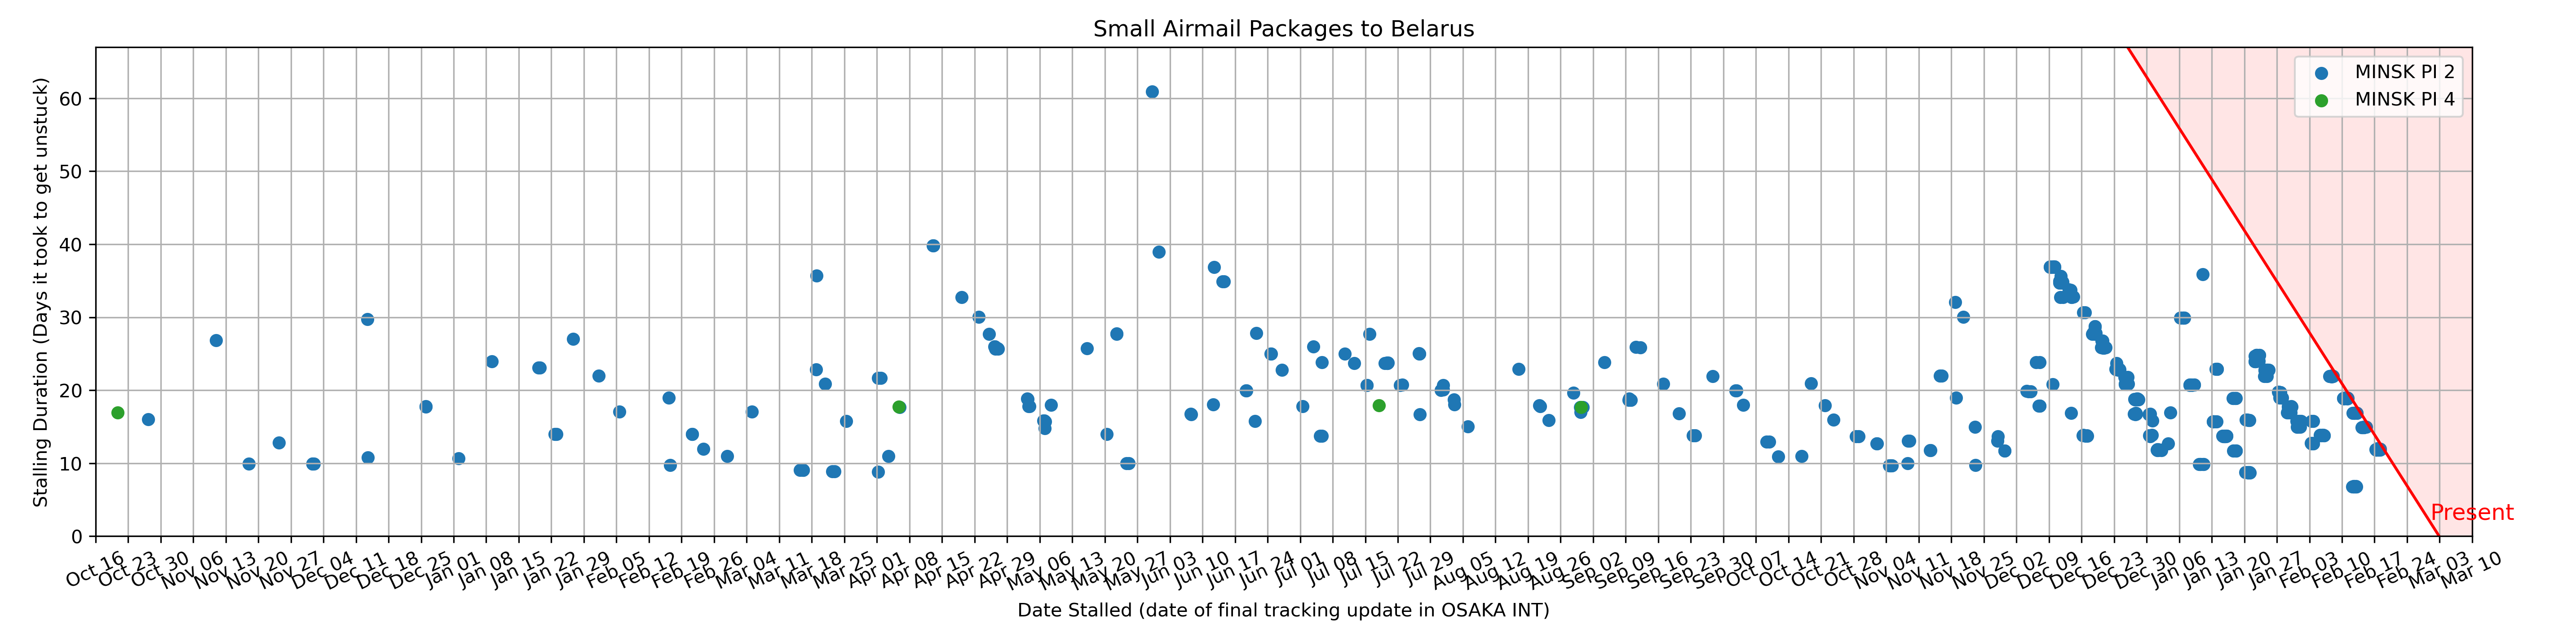 Small Airmail Packages to Belarus
Stalling Duration (Days it took to get unstuck)
60
50
40
30
20
10
0
MINSK PI 2
MINSK PI 4
Present
Oct 16
Oct 23
Oct 30
Nov 06
Nov 13
Nov 20
Nov 27
Dec 04
Dec 11
Dec 18
Dec 25
Jan 01
Jan 08
Jan 15
Jan 22
Jan 29
Feb 05
Feb 12
Feb 19
Feb 26
Mar 04
Mar 11
Mar 18
Mar 25
Apr 01
Apr 08
Apr 15
Apr 22
Apr 29
May 06
May 13
May 20
May 27
Jun 03
Jun 10
Jun 17
Jun 24
Jul 01
Jul 08
Jul 15
Jul 22
Jul 29
Aug 05
Aug 12
Aug 19
Aug 26
Sep 02
Sep 09
Sep 16
Sep 23
Sep 30
Oct 07
Oct 14
Oct 21
Oct 28
Nov 04
Nov 11
Nov 18
Nov 25
Dec 02
Dec 09
Dec 16
Dec 23
Dec 30
Jan 06
Jan 13
Jan 20
Jan 27
Feb 03
Feb 10
Feb 17
Feb 24
Mar 03
Mar 10
Date Stalled (date of final tracking update in OSAKA INT)